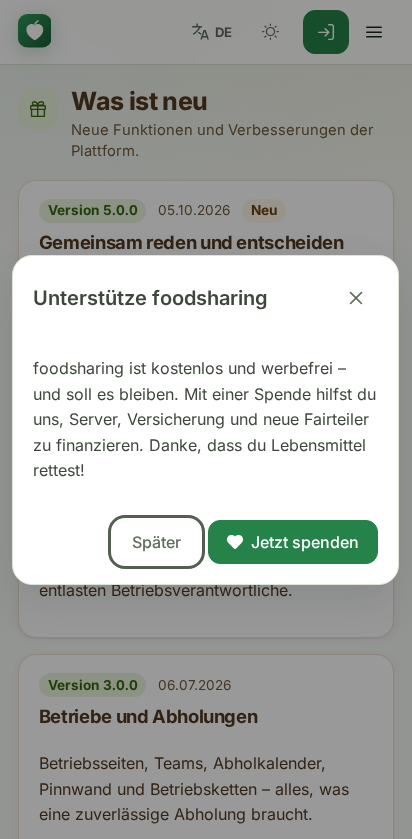 DE
Was ist neu
Neue Funktionen und Verbesserungen der
Plattform.
Version 5.0.0 05.10.2026 Neu
Gemeinsam reden und entscheiden
Unterstütze foodsharing
foodsharing ist kostenlos und werbefrei –
und soll es bleiben. Mit einer Spende hilfst du
uns, Server, Versicherung und neue Fairteiler
zu finanzieren. Danke, dass du Lebensmittel
rettest!
Später Jetzt spenden
entlasten Betriebsverantwortliche.
Version 3.0.0 06.07.2026
Betriebe und Abholungen
Betriebsseiten, Teams, Abholkalender,
Pinnwand und Betriebsketten – alles, was
eine zuverlässige Abholung braucht.